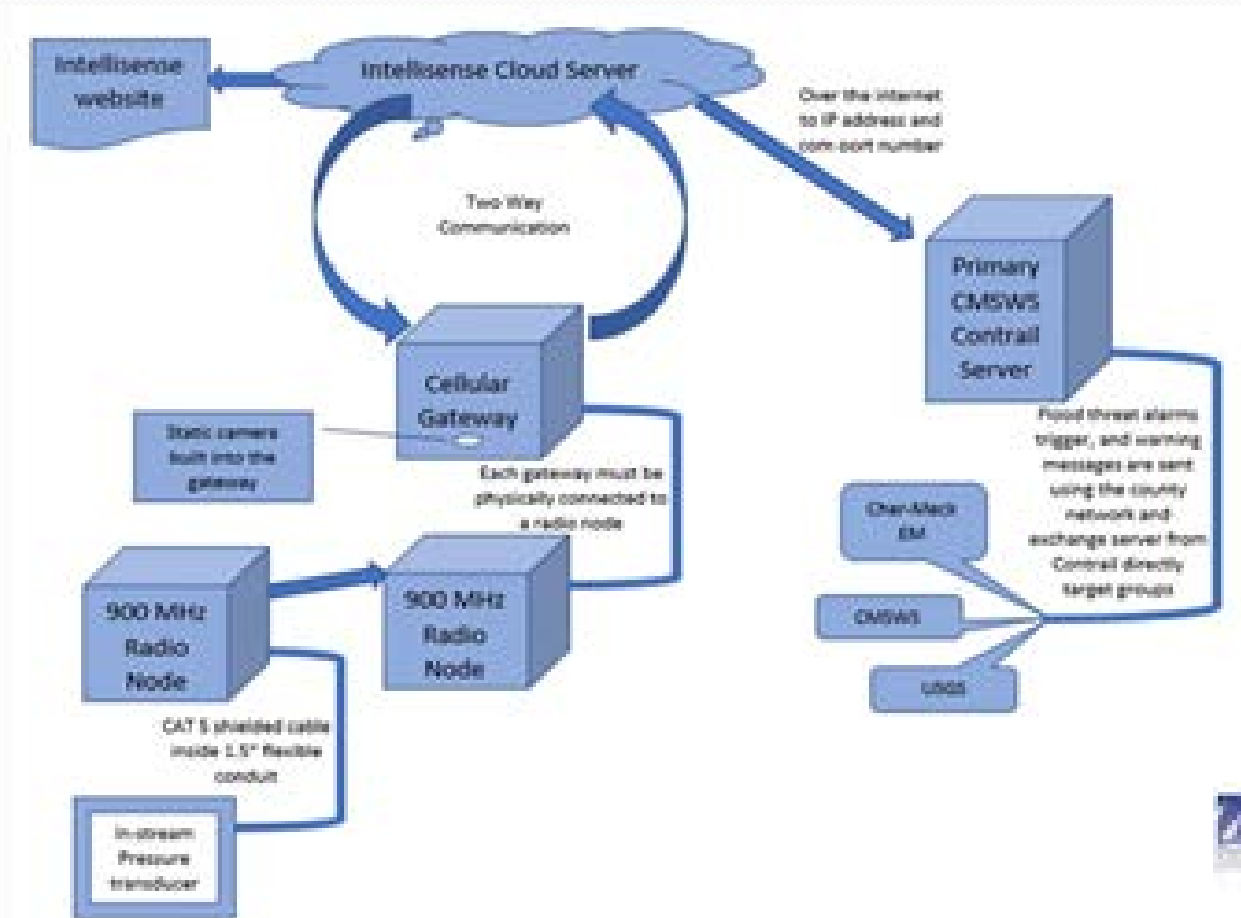 Intellisense
website
Intellisense Cloud Server
Over the internet
to IP address and
com port number
Two Way
Communication
Primary
CMSWS
Contrail
Server
Cellular
Gateway
Static camera
built into the
gateway
Each gateway must be
physically connected to
a radio node
Flood threat alarms
trigger, and warning
messages are sent
using the county
network and
exchange server from
Contrail directly
target groups
Char-Meck
EM
CMSWS
USGS
900 MHz
Radio
Node
900 MHz
Radio
Node
CAT 5 shielded cable
inside 1.5" flexible
conduit
In-stream
Pressure
transducer